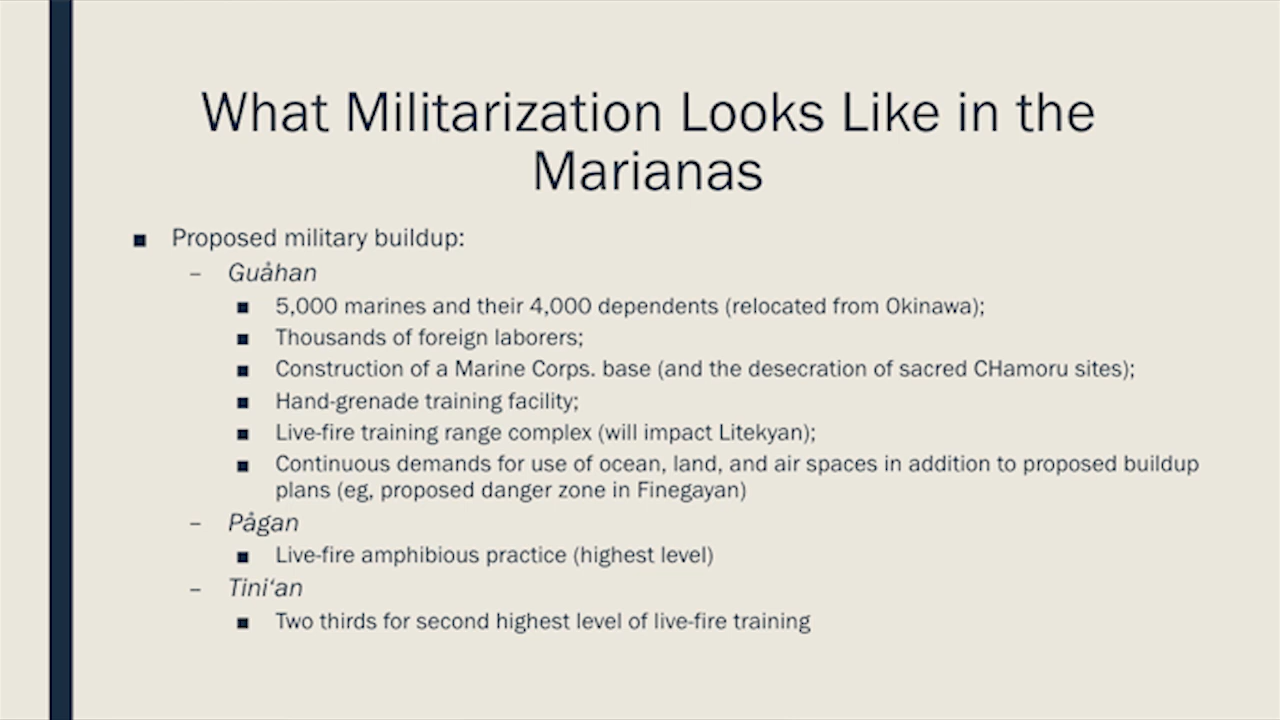 What Militarization Looks Like in the
Marianas
■ Proposed military buildup:
– Guåhan
■ 5,000 marines and their 4,000 dependents (relocated from Okinawa);
■ Thousands of foreign laborers;
■ Construction of a Marine Corps. base (and the desecration of sacred CHamoru sites);
■ Hand-grenade training facility;
■ Live-fire training range complex (will impact Litekyan);
■ Continuous demands for use of ocean, land, and air spaces in addition to proposed buildup
plans (eg, proposed danger zone in Finegayan)
– Pågan
■ Live-fire amphibious practice (highest level)
– Tini‘an
■ Two thirds for second highest level of live-fire training